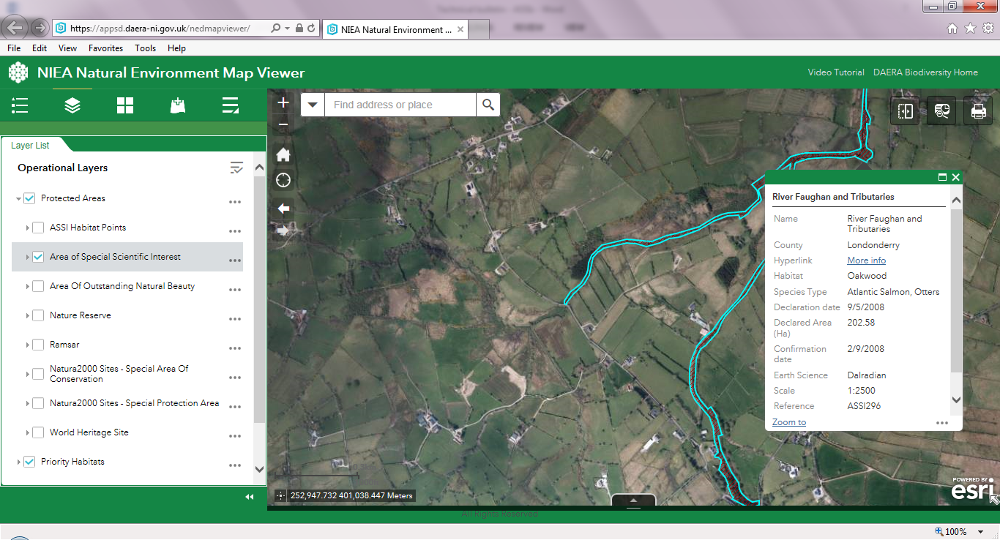 https://appsd.daera-ni.gov.uk/nedmapviewer/
NIEA Natural Environment ...
File Edit View Favorites Tools Help
NIEA Natural Environment Map Viewer
Video Tutorial DAERA Biodiversity Home
Find address or place
Layer List
Operational Layers
Protected Areas
ASSI Habitat Points
Area of Special Scientific Interest
Area Of Outstanding Natural Beauty
Nature Reserve
Ramsar
Natura2000 Sites - Special Area Of
Conservation
Natura2000 Sites - Special Protection Area
World Heritage Site
Priority Habitats
River Faughan and Tributaries
Name River Faughan and
Tributaries
County Londonderry
Hyperlink More info
Habitat Oakwood
Species Type Atlantic Salmon, Otters
Declaration date 9/5/2008
Declared Area 202.58
(Ha)
Confirmation 2/9/2008
date
Earth Science Dalradian
Scale 1:2500
Reference ASSI296
Zoom to
252,947.732 401,038.447 Meters
POWERED BY
esri
All Rights Reserved
100%